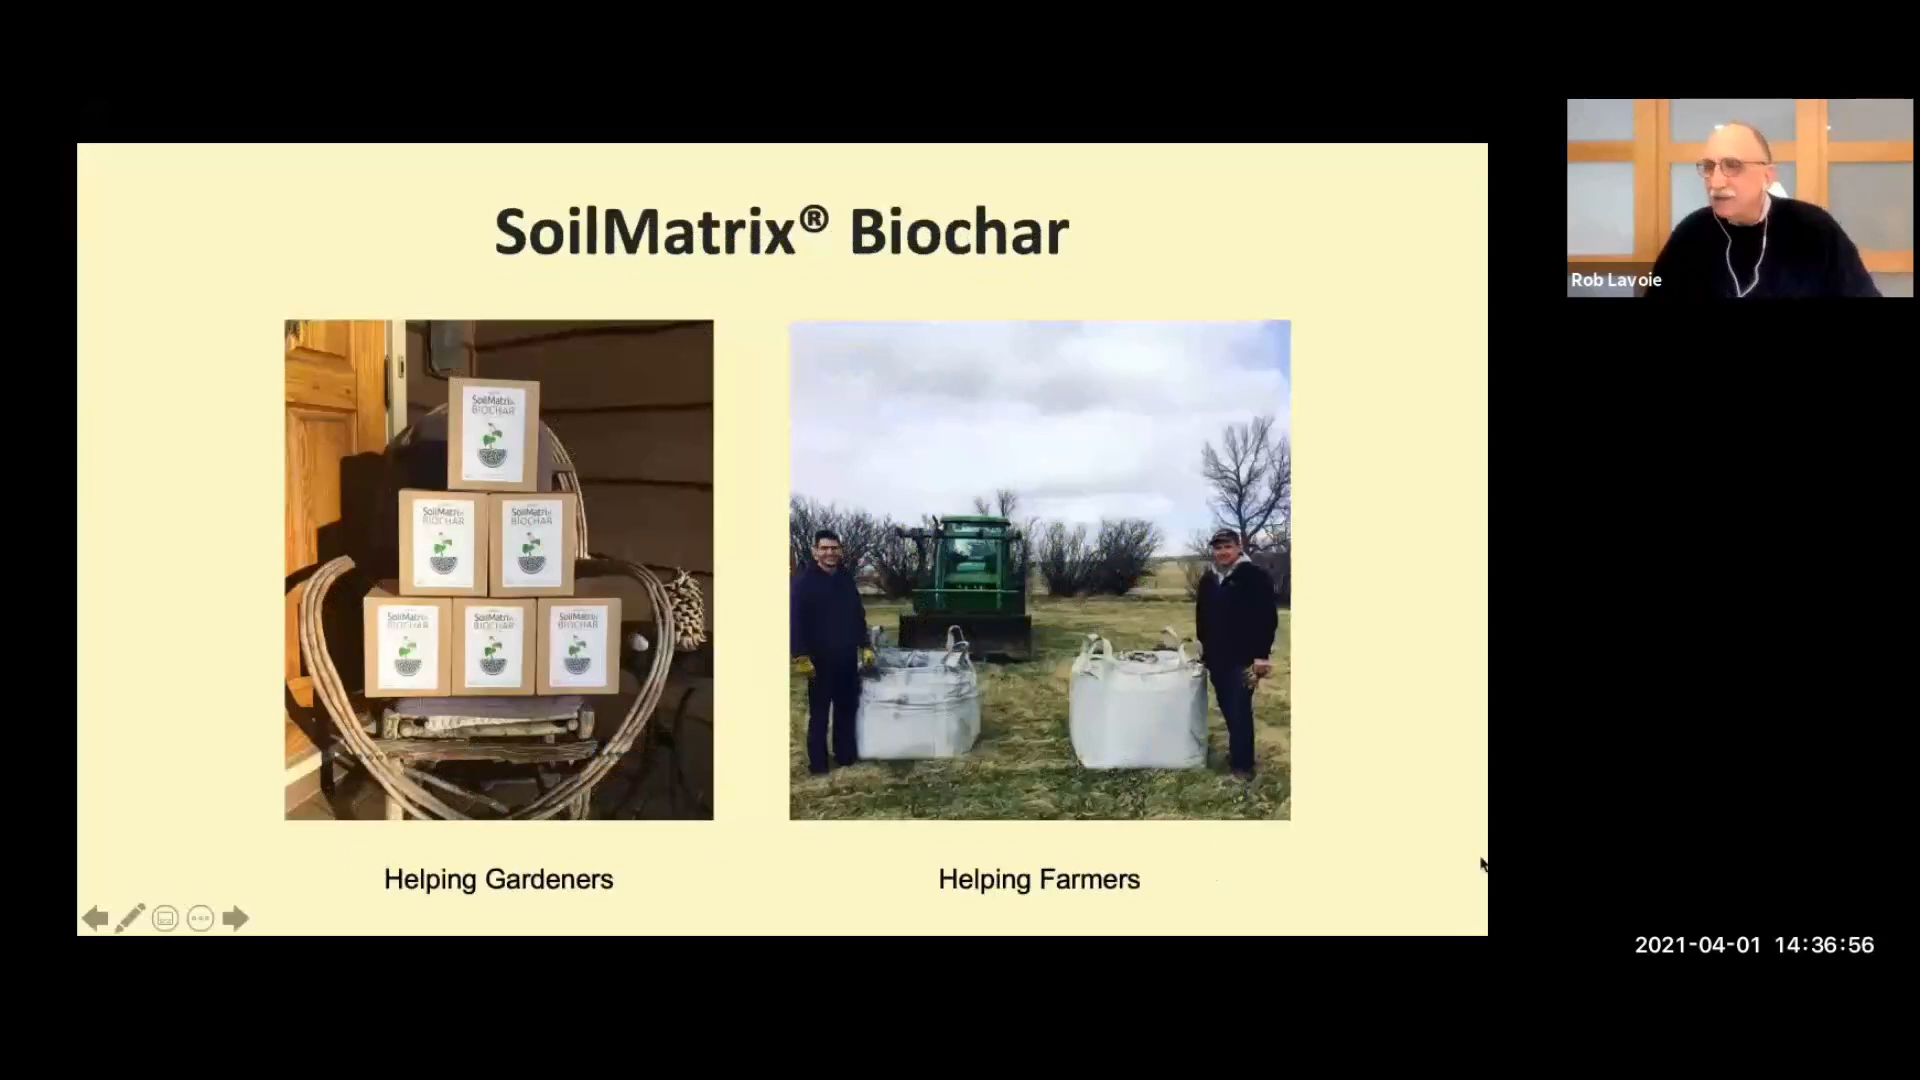 SoilMatrix® Biochar
SoilMatrix
BIOCHAR
SoilMatrix
BIOCHAR
SoilMatrix
BIOCHAR
SoilMatrix
BIOCHAR
SoilMatrix
BIOCHAR
SoilMatrix
BIOCHAR
Helping Gardeners
Helping Farmers
Rob Lavoie
2021-04-01 14:36:56